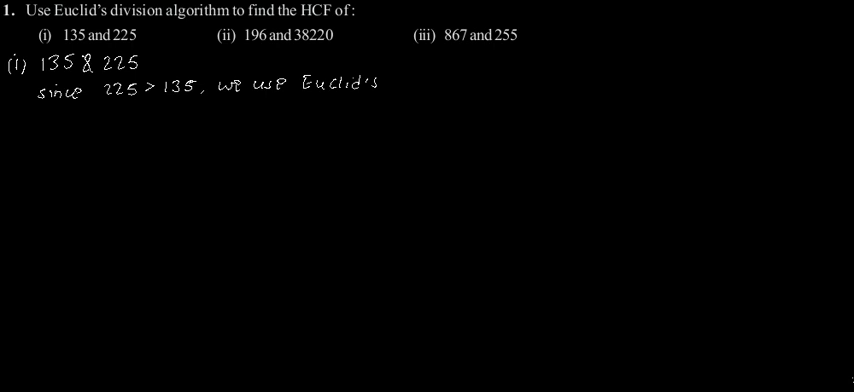 1. Use Euclid's division algorithm to find the HCF of :
(i) 135 and 225 (ii) 196 and 38220 (iii) 867 and 255
(i) 135 & 225
since 225 > 135, we use Euclid's